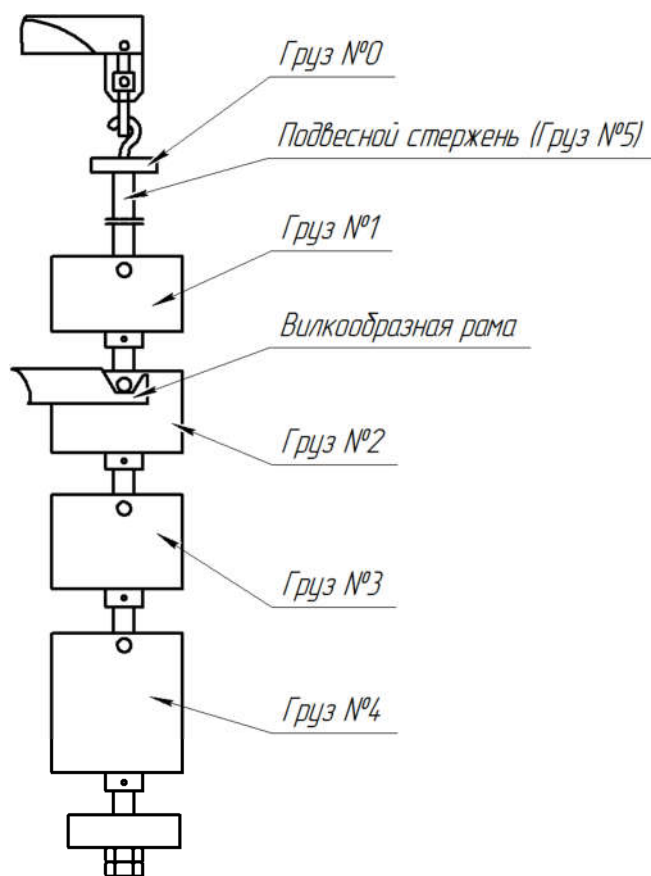 Груз №0
Подвесной стержень (Груз №5)
Груз №1
Вилкообразная рама
Груз №2
Груз №3
Груз №4